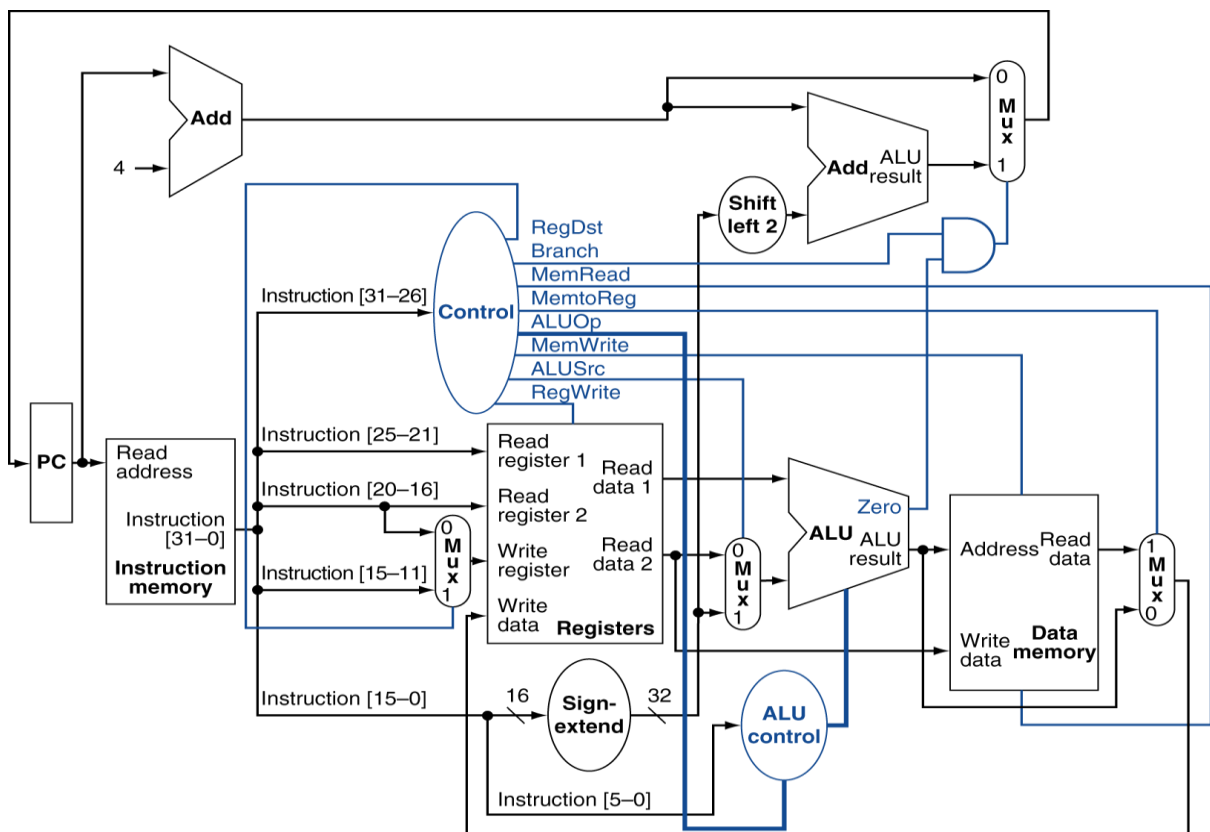 Add
4
0
Mux
1
Add
ALU
result
Shift
left 2
RegDst
Branch
MemRead
MemtoReg
ALUOp
MemWrite
ALUSrc
RegWrite
Control
Instruction [31–26]
Instruction [25–21]
Instruction [20–16]
Instruction [15–11]
Instruction [15–0]
Instruction [5–0]
PC
Read
address
Instruction
[31–0]
Instruction
memory
0
Mux
1
Read
register 1
Read
register 2
Write
register
Write
data
Read
data 1
Read
data 2
Registers
0
Mux
1
Zero
ALU
ALU
result
Address
Read
data
Write
data
Data
memory
1
Mux
0
16
Sign-
extend
32
ALU
control